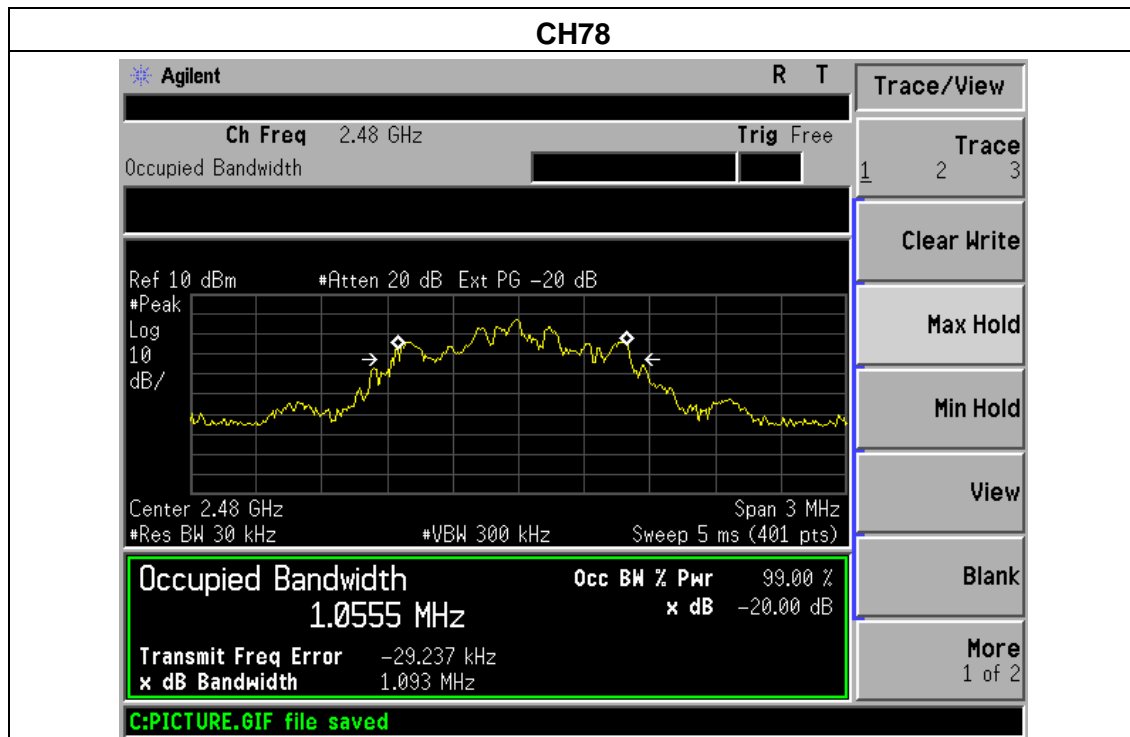 CH78
Agilent
R T
Trace/View
Ch Freq 2.48 GHz
Trig Free
Occupied Bandwidth
Trace
1 2 3
Clear Write
Ref 10 dBm #Atten 20 dB Ext PG -20 dB
#Peak
Log
10
dB/
Max Hold
Min Hold
View
Center 2.48 GHz
Span 3 MHz
#Res BW 30 kHz #VBW 300 kHz Sweep 5 ms (401 pts)
Occupied Bandwidth
1.0555 MHz
Occ BW % Pwr 99.00 %
x dB -20.00 dB
Blank
Transmit Freq Error -29.237 kHz
x dB Bandwidth 1.093 MHz
More
1 of 2
C:PICTURE.GIF file saved